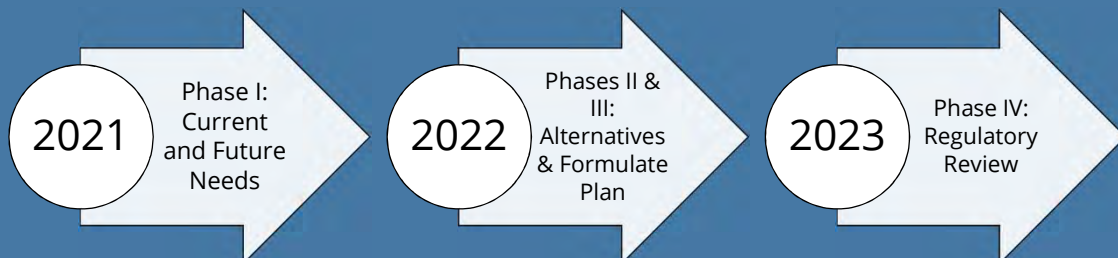 2021
Phase I:
Current
and Future
Needs
2022
Phases II &
III:
Alternatives
& Formulate
Plan
2023
Phase IV:
Regulatory
Review